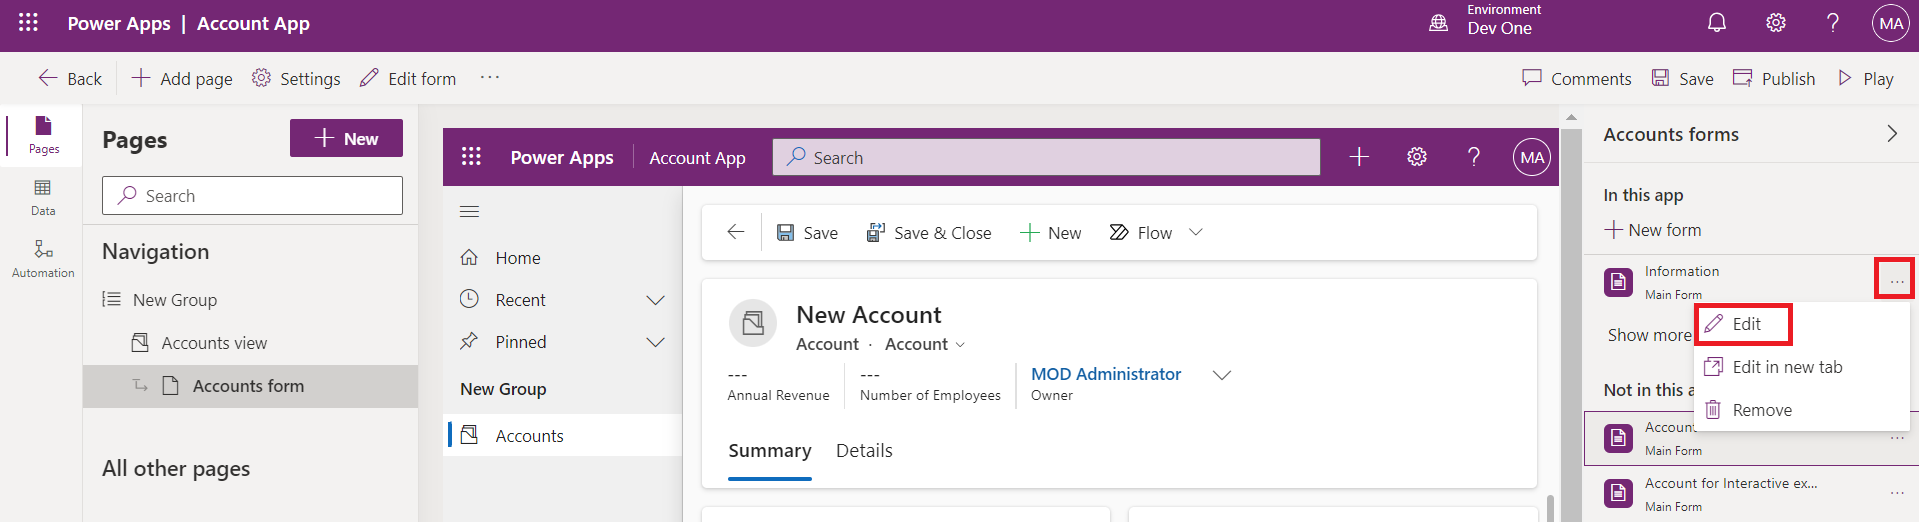 Power Apps | Account App
Environment
Dev One
MA
Back
Add page
Settings
Edit form
...
Comments
Save
Publish
Play
Pages
Data
Automation
Pages
New
Search
Navigation
New Group
Accounts view
Accounts form
All other pages
Power Apps
Account App
Search
MA
Home
Recent
Pinned
New Group
Accounts
Save
Save & Close
New
Flow
New Account
Account · Account
---
Annual Revenue
---
Number of Employees
MOD Administrator
Owner
Summary
Details
Accounts forms
In this app
New form
Information
...
Main Form
Edit
Show more
Edit in new tab
Not in this a
Remove
Account
...
Main Form
Account for Interactive ex...
...
Main Form